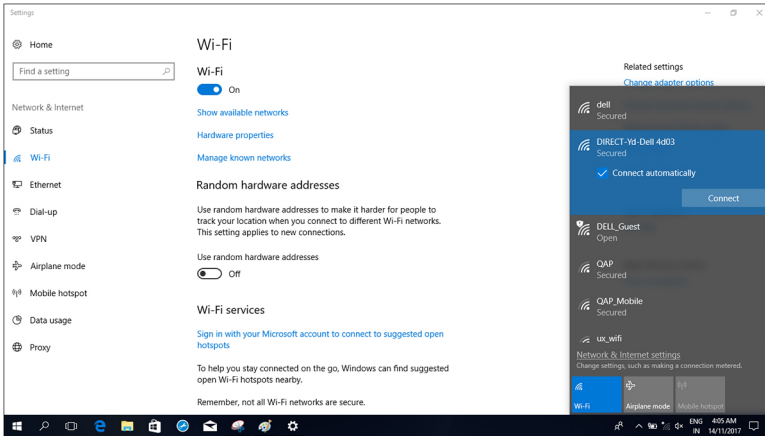 Settings
Home
Find a setting
Network & Internet
Status
Wi-Fi
Ethernet
Dial-up
VPN
Airplane mode
Mobile hotspot
Data usage
Proxy
Wi-Fi
Wi-Fi
On
Show available networks
Hardware properties
Manage known networks
Random hardware addresses
Use random hardware addresses to make it harder for people to
track your location when you connect to different Wi-Fi networks.
This setting applies to new connections.
Use random hardware addresses
Off
Wi-Fi services
Sign in with your Microsoft account to connect to suggested open
hotspots
To help you stay connected on the go, Windows can find suggested
open Wi-Fi hotspots nearby.
Remember, not all Wi-Fi networks are secure.
Related settings
Change adapter options
dell
Secured
DIRECT-Yd-Dell 4d03
Secured
Connect automatically
Connect
DELL_Guest
Open
QAP
Secured
QAP_Mobile
Secured
ux_wifi
Network & Internet settings
Change settings, such as making a connection metered.
Wi-Fi
Airplane mode
Mobile hotspot
ENG 4:05 AM
IN 14/11/2017